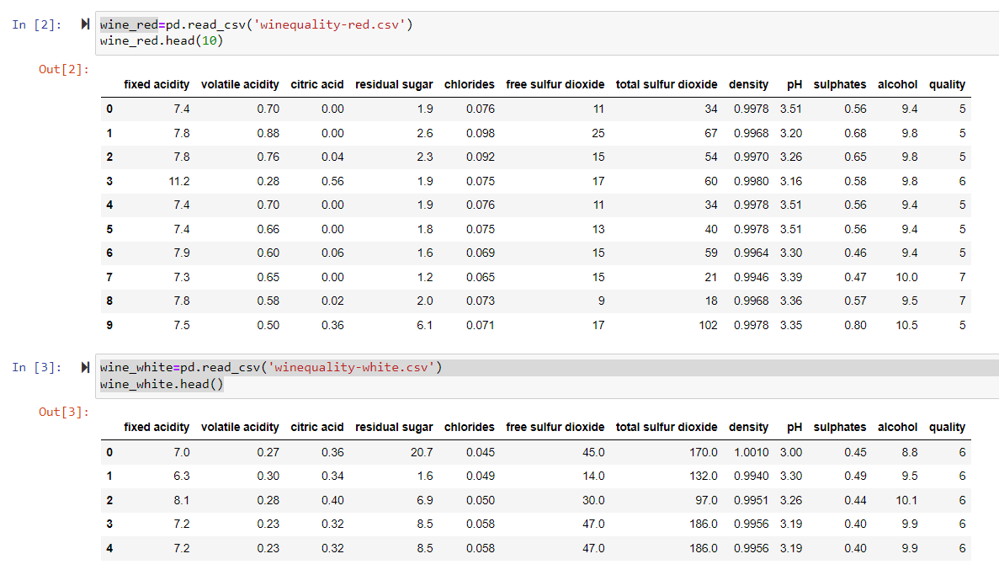 In [2]: wine_red=pd.read_csv('winequality-red.csv')
wine_red.head(10)
Out[2]:
fixed acidity volatile acidity citric acid residual sugar chlorides free sulfur dioxide total sulfur dioxide density pH sulphates alcohol quality
0 7.4 0.70 0.00 1.9 0.076 11 34 0.9978 3.51 0.56 9.4 5
1 7.8 0.88 0.00 2.6 0.098 25 67 0.9968 3.20 0.68 9.8 5
2 7.8 0.76 0.04 2.3 0.092 15 54 0.9970 3.26 0.65 9.8 5
3 11.2 0.28 0.56 1.9 0.075 17 60 0.9980 3.16 0.58 9.8 6
4 7.4 0.70 0.00 1.9 0.076 11 34 0.9978 3.51 0.56 9.4 5
5 7.4 0.66 0.00 1.8 0.075 13 40 0.9978 3.51 0.56 9.4 5
6 7.9 0.60 0.06 1.6 0.069 15 59 0.9964 3.30 0.46 9.4 5
7 7.3 0.65 0.00 1.2 0.065 15 21 0.9946 3.39 0.47 10.0 7
8 7.8 0.58 0.02 2.0 0.073 9 18 0.9968 3.36 0.57 9.5 7
9 7.5 0.50 0.36 6.1 0.071 17 102 0.9978 3.35 0.80 10.5 5
In [3]: wine_white=pd.read_csv('winequality-white.csv')
wine_white.head()
Out[3]:
fixed acidity volatile acidity citric acid residual sugar chlorides free sulfur dioxide total sulfur dioxide density pH sulphates alcohol quality
0 7.0 0.27 0.36 20.7 0.045 45.0 170.0 1.0010 3.00 0.45 8.8 6
1 6.3 0.30 0.34 1.6 0.049 14.0 132.0 0.9940 3.30 0.49 9.5 6
2 8.1 0.28 0.40 6.9 0.050 30.0 97.0 0.9951 3.26 0.44 10.1 6
3 7.2 0.23 0.32 8.5 0.058 47.0 186.0 0.9956 3.19 0.40 9.9 6
4 7.2 0.23 0.32 8.5 0.058 47.0 186.0 0.9956 3.19 0.40 9.9 6